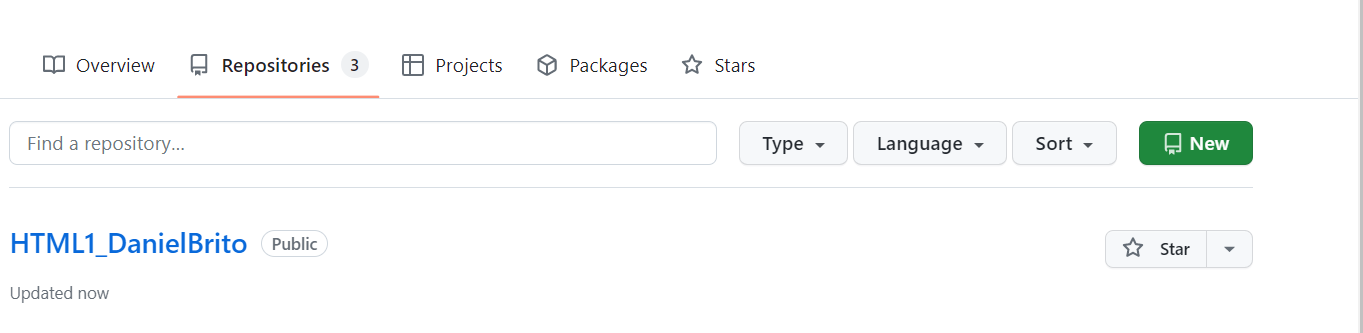 Overview Repositories 3 Projects Packages Stars
Find a repository... Type Language Sort New
HTML1_DanielBrito Public Star
Updated now